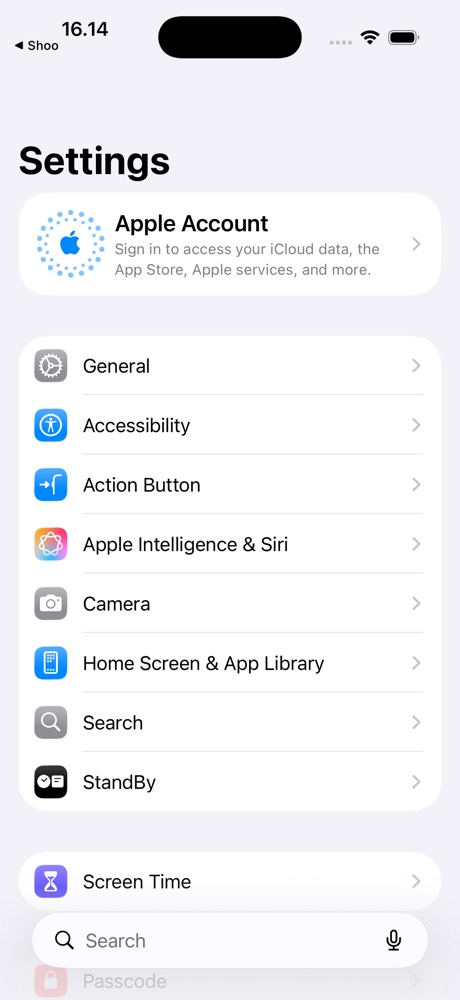 16.14
Shoo
Settings
Apple Account
Sign in to access your iCloud data, the
App Store, Apple services, and more.
General
Accessibility
Action Button
Apple Intelligence & Siri
Camera
Home Screen & App Library
Search
StandBy
Screen Time
Search
Passcode